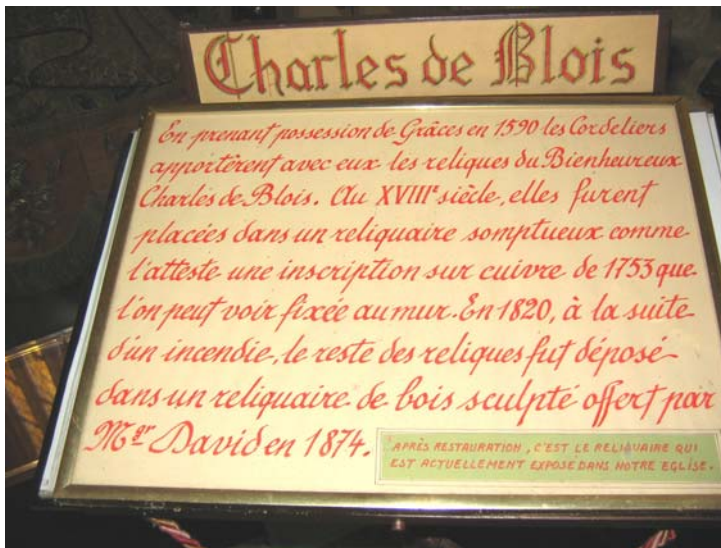 Charles de Blois
En prenant possession de Grâces en 1590 les Cordeliers
apportèrent avec eux les reliques du Bienheureux
Charles de Blois. Au XVIIIe siècle, elles furent
placées dans un reliquaire somptueux comme
l'atteste une inscription sur cuivre de 1753 que
l'on peut voir fixée au mur. En 1820, à la suite
d'un incendie, le reste des reliques fut déposé
dans un reliquaire de bois sculpté offert par
Mgr David en 1874.
APRÈS RESTAURATION, C'EST LE RELIQUAIRE QUI
EST ACTUELLEMENT EXPOSE DANS NOTRE EGLISE.